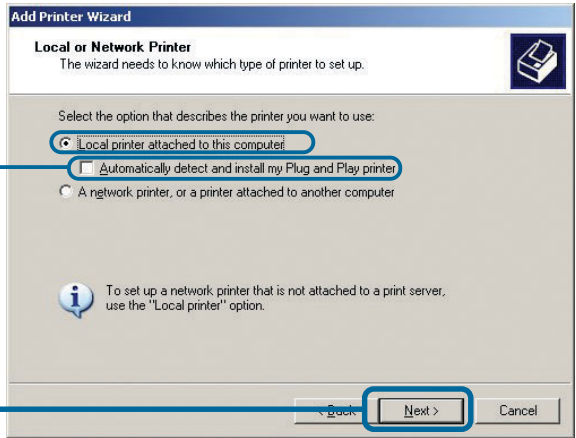 Add Printer Wizard
Local or Network Printer
The wizard needs to know which type of printer to set up.
Select the option that describes the printer you want to use:
Local printer attached to this computer
Automatically detect and install my Plug and Play printer
A network printer, or a printer attached to another computer
To set up a network printer that is not attached to a print server,
use the "Local printer" option.
< Back Next > Cancel